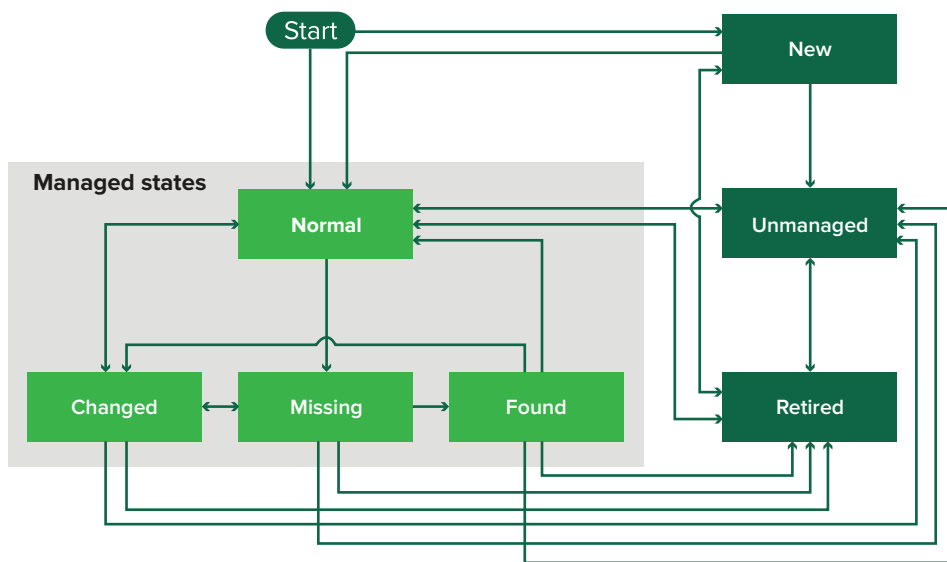 Start
New
Managed states
Normal
Unmanaged
Changed
Missing
Found
Retired